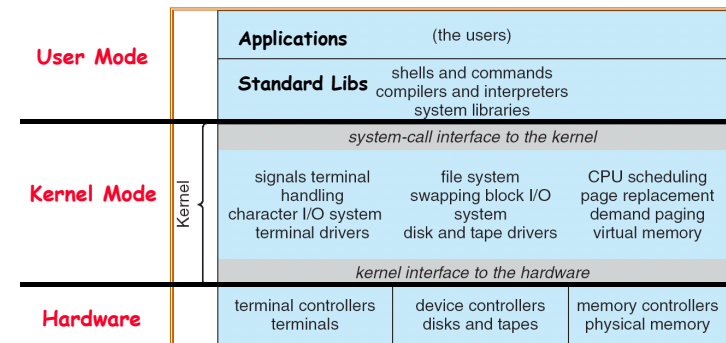 User Mode
Applications
(the users)
Standard Libs
shells and commands
compilers and interpreters
system libraries
system-call interface to the kernel
Kernel Mode
Kernel
signals terminal
handling
character I/O system
terminal drivers
file system
swapping block I/O
system
disk and tape drivers
CPU scheduling
page replacement
demand paging
virtual memory
kernel interface to the hardware
Hardware
terminal controllers
terminals
device controllers
disks and tapes
memory controllers
physical memory